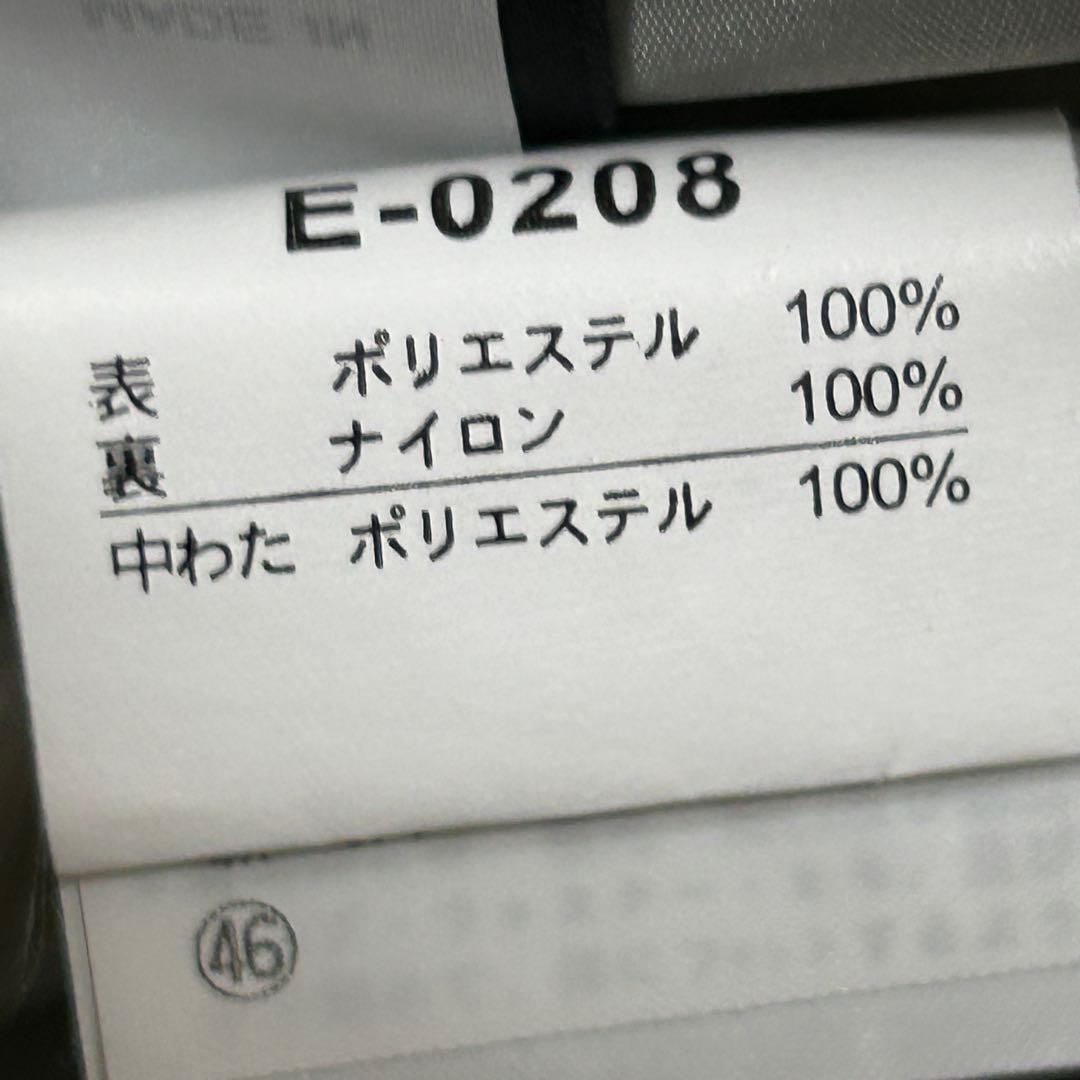 E-0208
表 ポリエステル 100%
裏 ナイロン 100%
中わた ポリエステル 100%
46